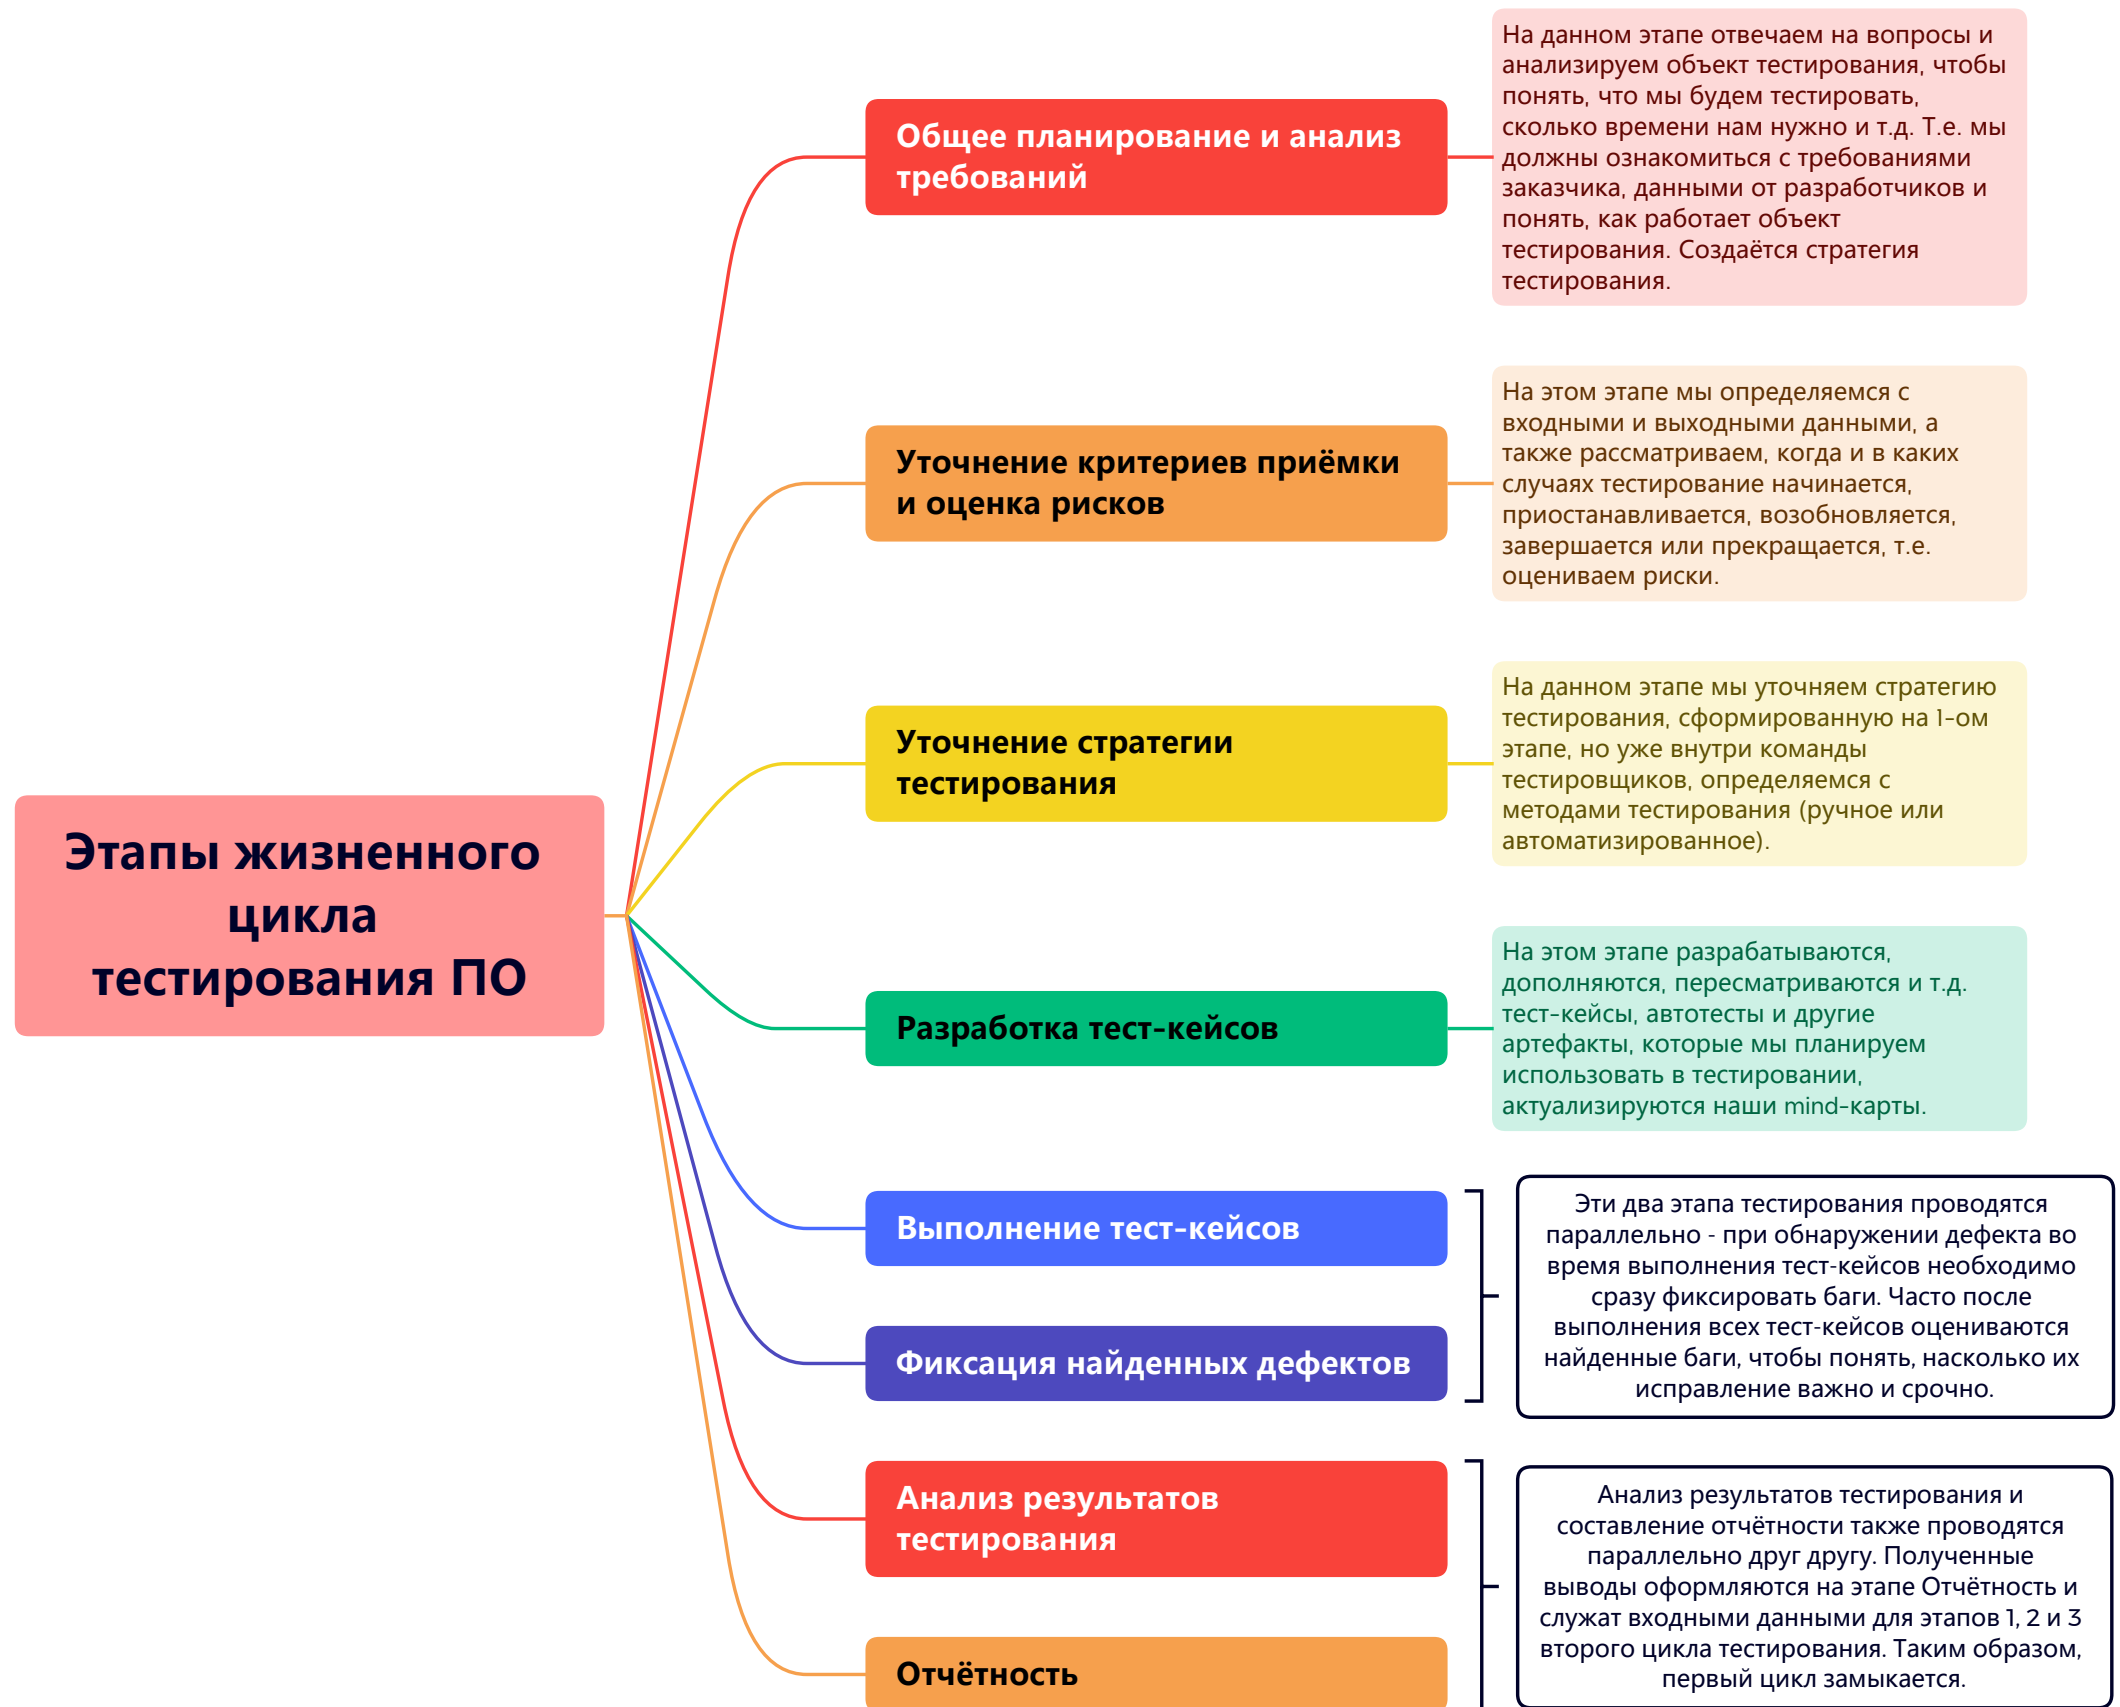 Этапы жизненного
цикла
тестирования ПО
Общее планирование и анализ
требований
На данном этапе отвечаем на вопросы и
анализируем объект тестирования, чтобы
понять, что мы будем тестировать,
сколько времени нам нужно и т.д. Т.е. мы
должны ознакомиться с требованиями
заказчика, данными от разработчиков и
понять, как работает объект
тестирования. Создаётся стратегия
тестирования.
Уточнение критериев приёмки
и оценка рисков
На этом этапе мы определяемся с
входными и выходными данными, а
также рассматриваем, когда и в каких
случаях тестирование начинается,
приостанавливается, возобновляется,
завершается или прекращается, т.е.
оцениваем риски.
Уточнение стратегии
тестирования
На данном этапе мы уточняем стратегию
тестирования, сформированную на 1-ом
этапе, но уже внутри команды
тестировщиков, определяемся с
методами тестирования (ручное или
автоматизированное).
Разработка тест-кейсов
На этом этапе разрабатываются,
дополняются, пересматриваются и т.д.
тест-кейсы, автотесты и другие
артефакты, которые мы планируем
использовать в тестировании,
актуализируются наши mind-карты.
Выполнение тест-кейсов
Фиксация найденных дефектов
Эти два этапа тестирования проводятся
параллельно - при обнаружении дефекта во
время выполнения тест-кейсов необходимо
сразу фиксировать баги. Часто после
выполнения всех тест-кейсов оцениваются
найденные баги, чтобы понять, насколько их
исправление важно и срочно.
Анализ результатов
тестирования
Отчётность
Анализ результатов тестирования и
составление отчётности также проводятся
параллельно друг другу. Полученные
выводы оформляются на этапе Отчётность и
служат входными данными для этапов 1, 2 и 3
второго цикла тестирования. Таким образом,
первый цикл замыкается.